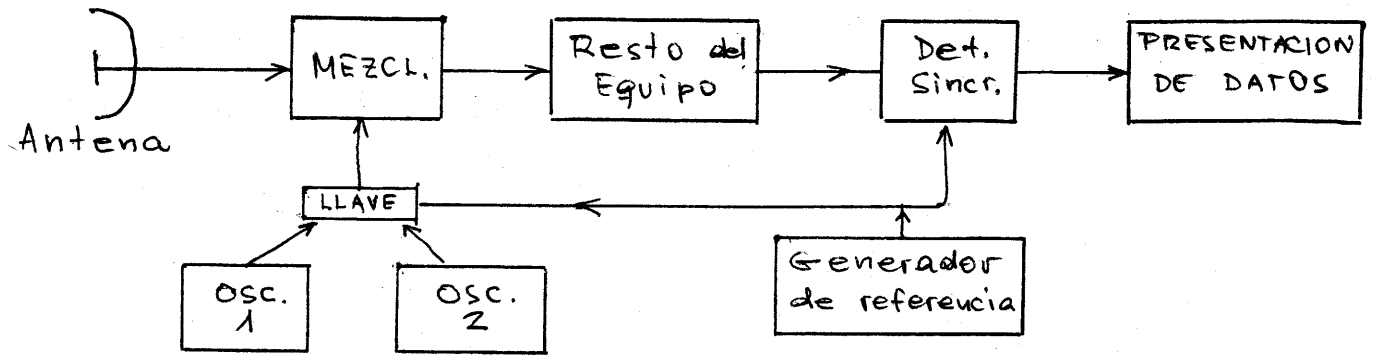 MEZCL.
Resto del
Equipo
Det.
Sincr.
PRESENTACION
DE DATOS
Antena
LLAVE
OSC.
1
OSC.
2
Generador
de referencia